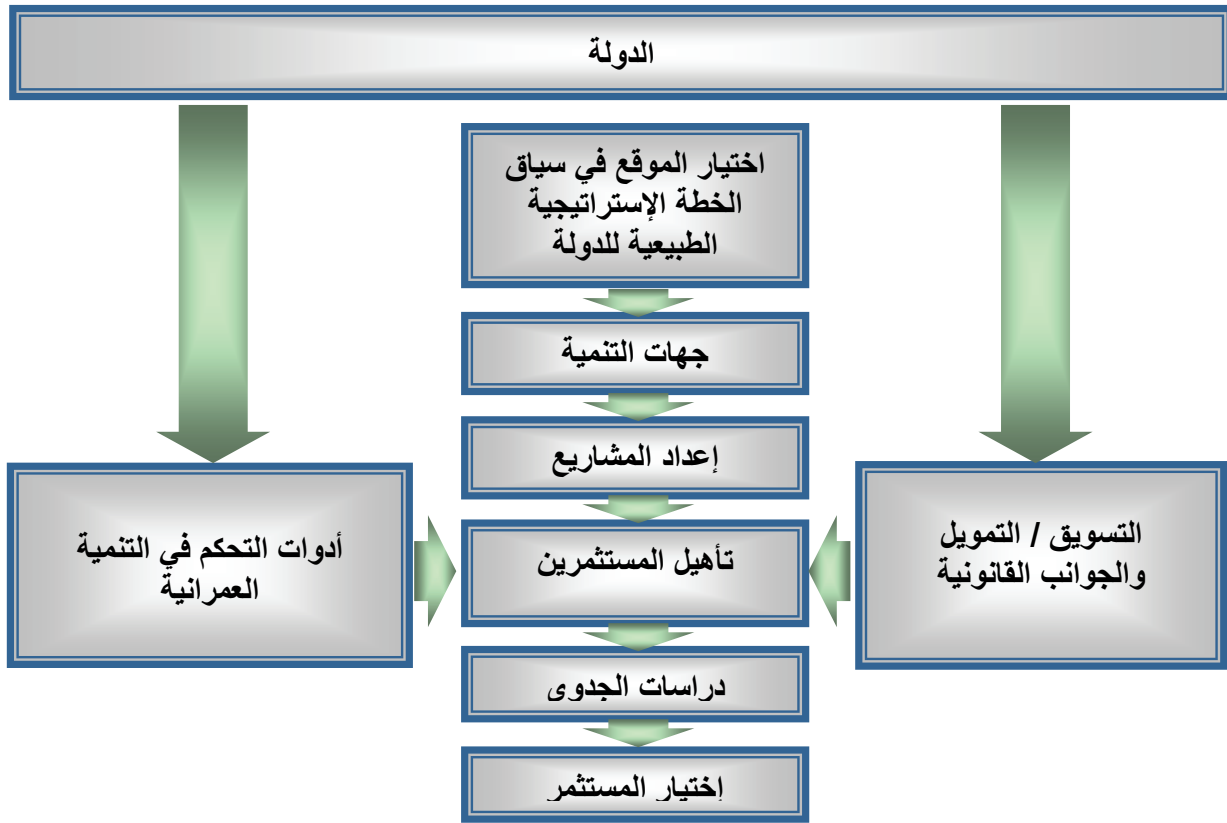 الدولة
اختيار الموقع في سياق
الخطة الإستراتيجية
الطبيعية للدولة
جهات التنمية
إعداد المشاريع
التسويق / التمويل
والجوانب القانونية
تأهيل المستثمرين
أدوات التحكم في التنمية
العمرانية
دراسات الجدوى
إختيار المستثمر